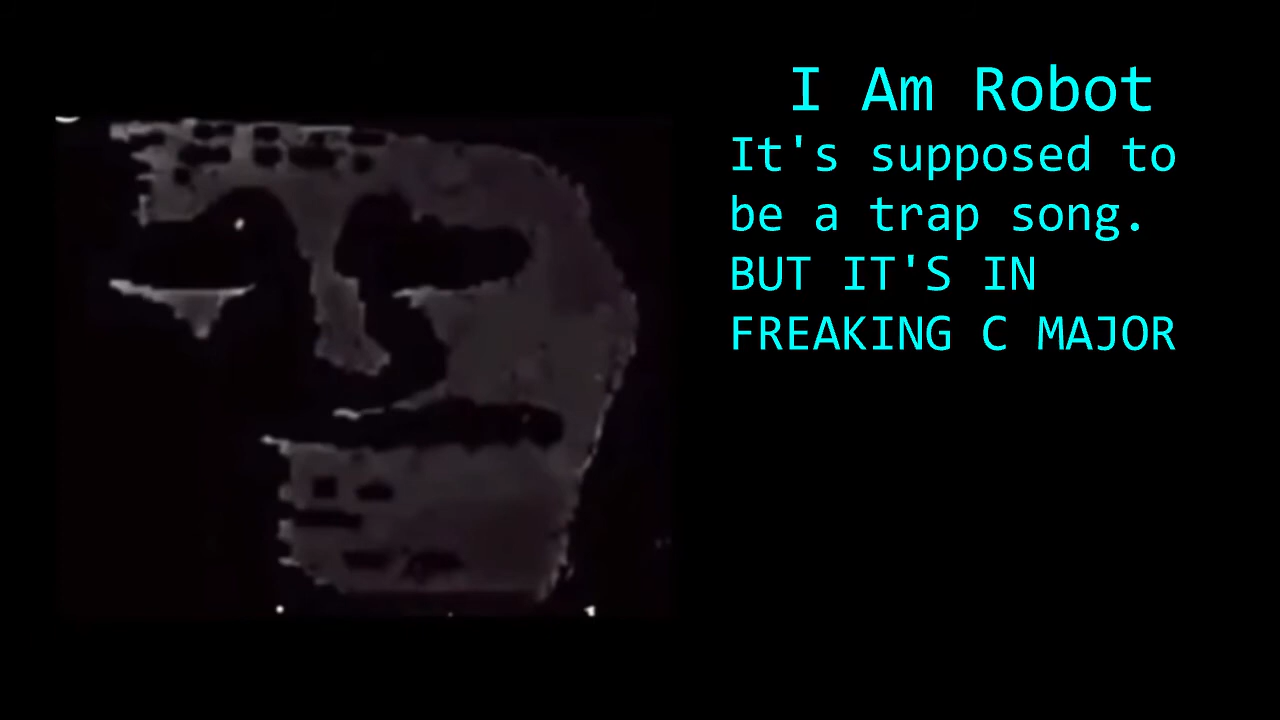 I Am Robot
It's supposed to
be a trap song.
BUT IT'S IN
FREAKING C MAJOR